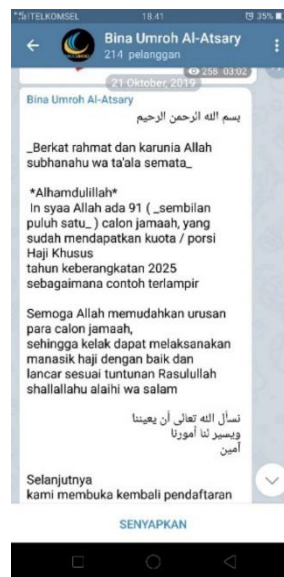 TELKOMSEL 18.41 35%
Bina Umroh Al-Atsary
214 pelanggan
258 03:02
21 Oktober, 2019
Bina Umroh Al-Atsary
بسم الله الرحمن الرحيم
_Berkat rahmat dan karunia Allah
subhanahu wa ta'ala semata_
*Alhamdulillah*
In syaa Allah ada 91 ( _sembilan
puluh satu_ ) calon jamaah, yang
sudah mendapatkan kuota / porsi
Haji Khusus
tahun keberangkatan 2025
sebagaimana contoh terlampir
Semoga Allah memudahkan urusan
para calon jamaah,
sehingga kelak dapat melaksanakan
manasik haji dengan baik dan
lancar sesuai tuntunan Rasulullah
shallallahu alaihi wa salam
نسأل الله تعالى أن يعيننا
ويسير لنا أمورنا
آمين
Selanjutnya
kami membuka kembali pendaftaran
SENYAPKAN